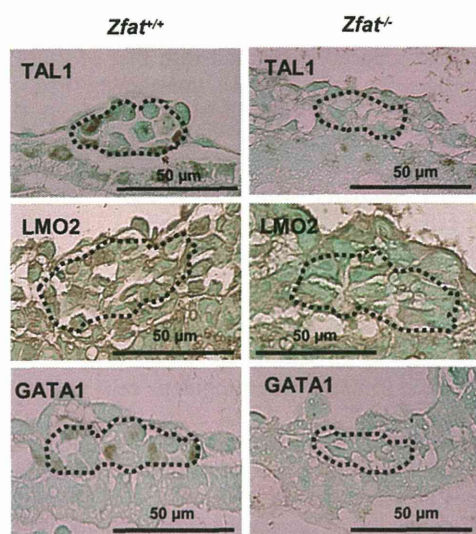 Zfat+/+ Zfat-/-
TAL1 TAL1
50 µm 50 µm
LMO2 LMO2
50 µm 50 µm
GATA1 GATA1
50 µm 50 µm